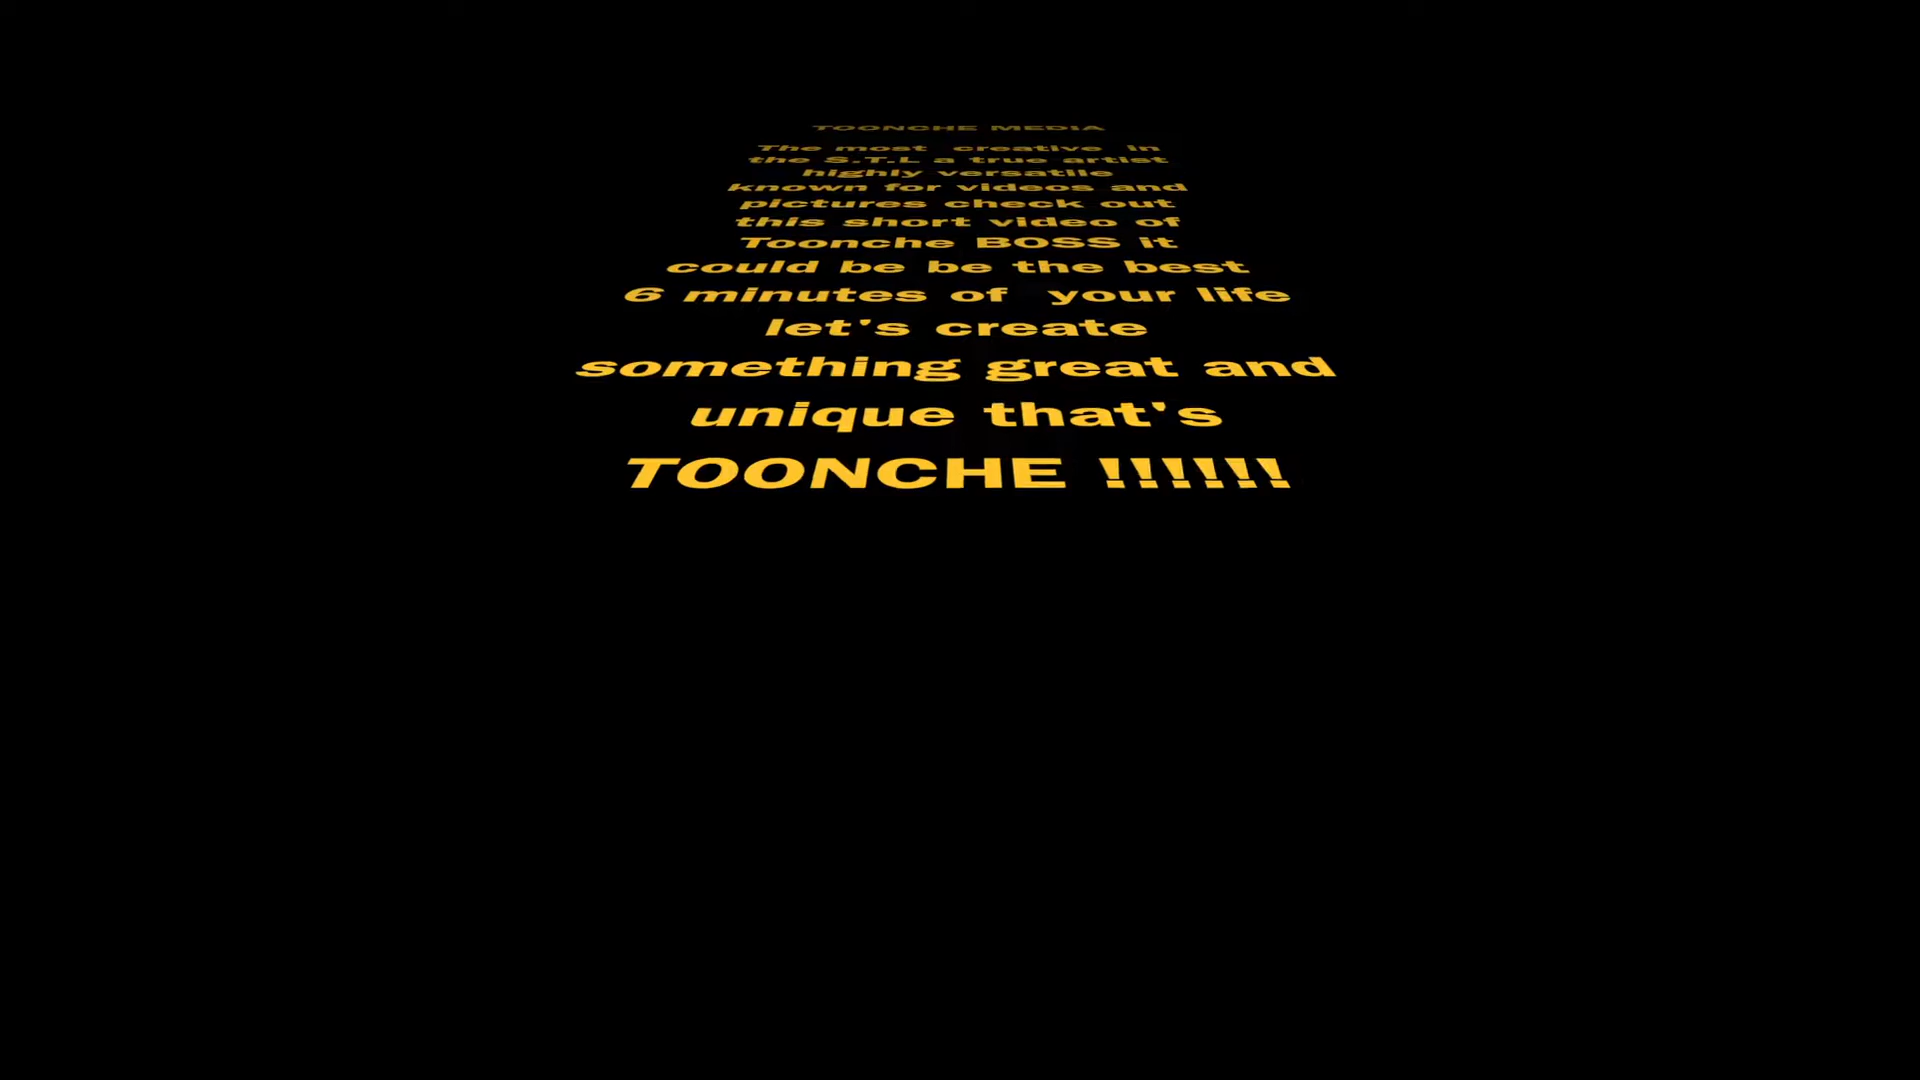 TOONCHE MEDIA
The most creative in
the S.T.L a true artist
highly versatile
known for videos and
pictures check out
this short video of
Toonche BOSS it
could be be the best
6 minutes of your life
let's create
something great and
unique that's
TOONCHE !!!!!!